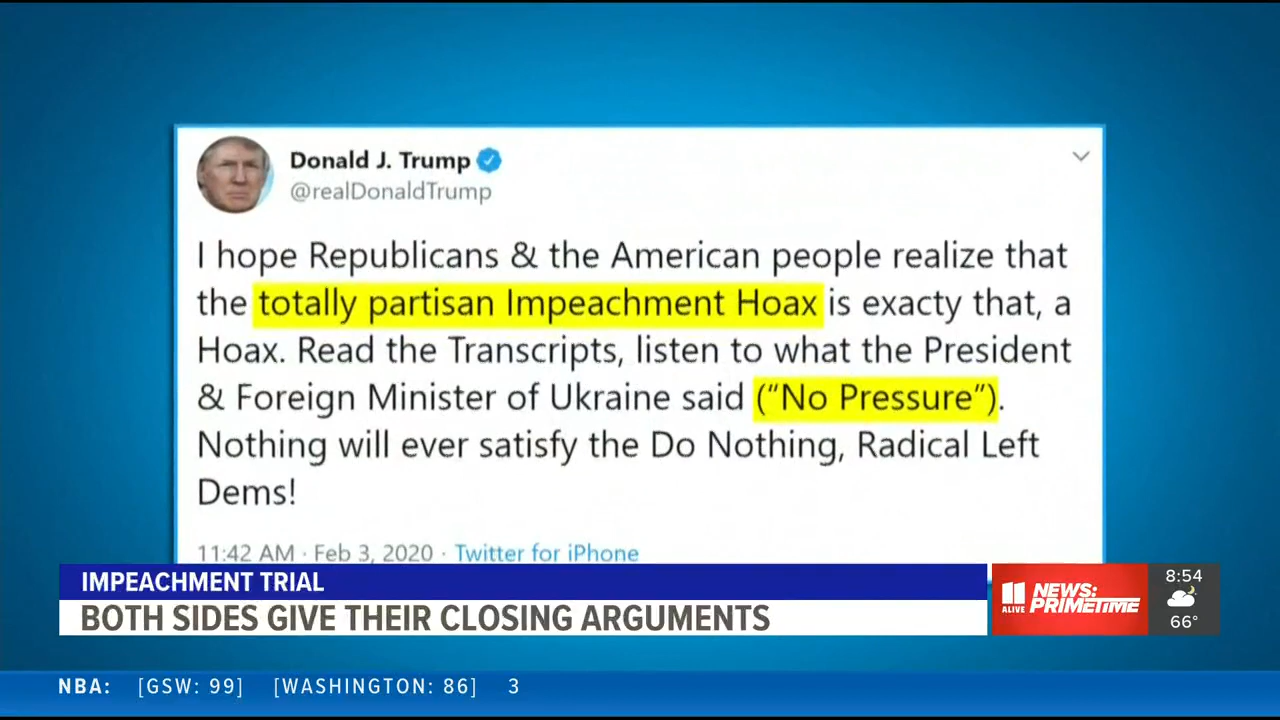 Donald J. Trump
@realDonaldTrump
I hope Republicans & the American people realize that
the totally partisan Impeachment Hoax is exacty that, a
Hoax. Read the Transcripts, listen to what the President
& Foreign Minister of Ukraine said (“No Pressure”).
Nothing will ever satisfy the Do Nothing, Radical Left
Dems!
11:42 AM · Feb 3, 2020 · Twitter for iPhone
IMPEACHMENT TRIAL
BOTH SIDES GIVE THEIR CLOSING ARGUMENTS
11 ALIVE
NEWS:
PRIMETIME
8:54
66°
NBA: [GSW: 99] [WASHINGTON: 86] 3